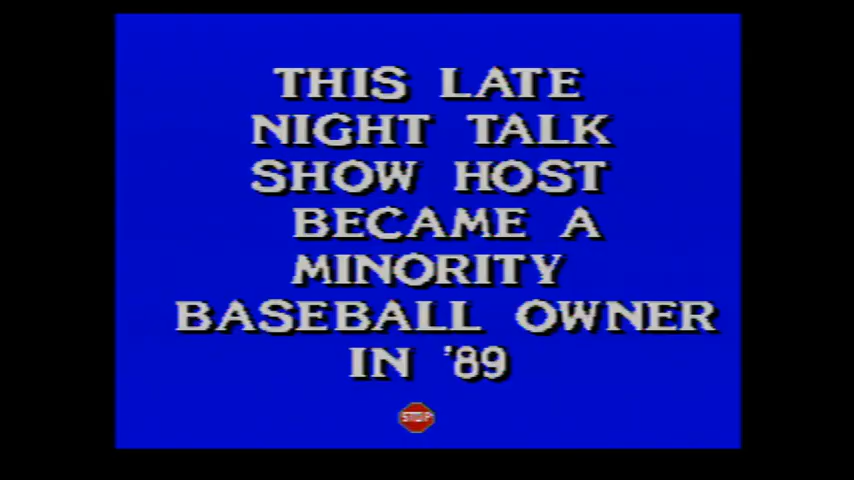 THIS LATE
NIGHT TALK
SHOW HOST
BECAME A
MINORITY
BASEBALL OWNER
IN '89
STOP